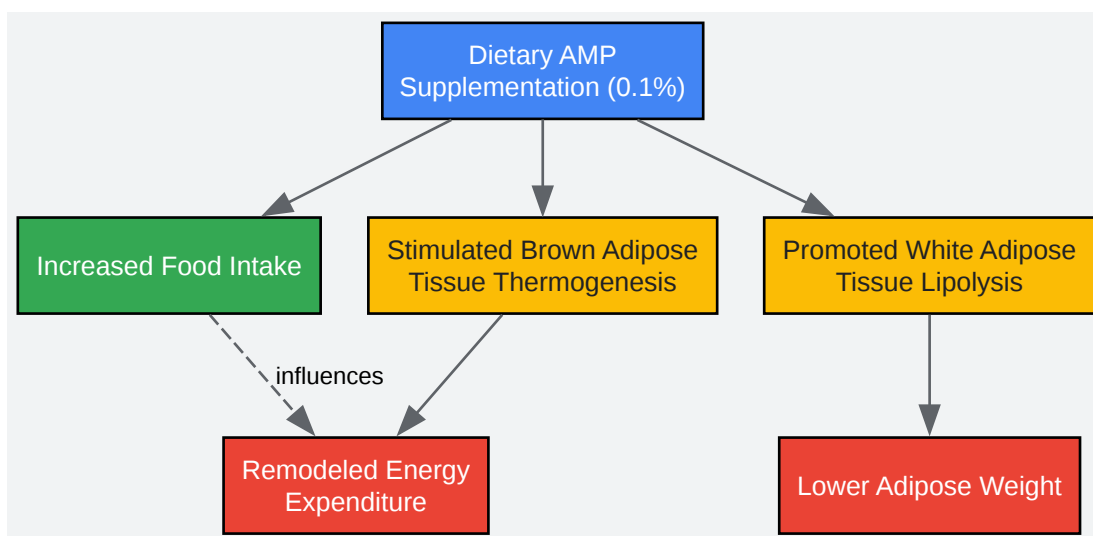 Dietary AMP
Supplementation (0.1%)
Increased Food Intake
Stimulated Brown Adipose
Tissue Thermogenesis
Promoted White Adipose
Tissue Lipolysis
influences
Remodeled Energy
Expenditure
Lower Adipose Weight